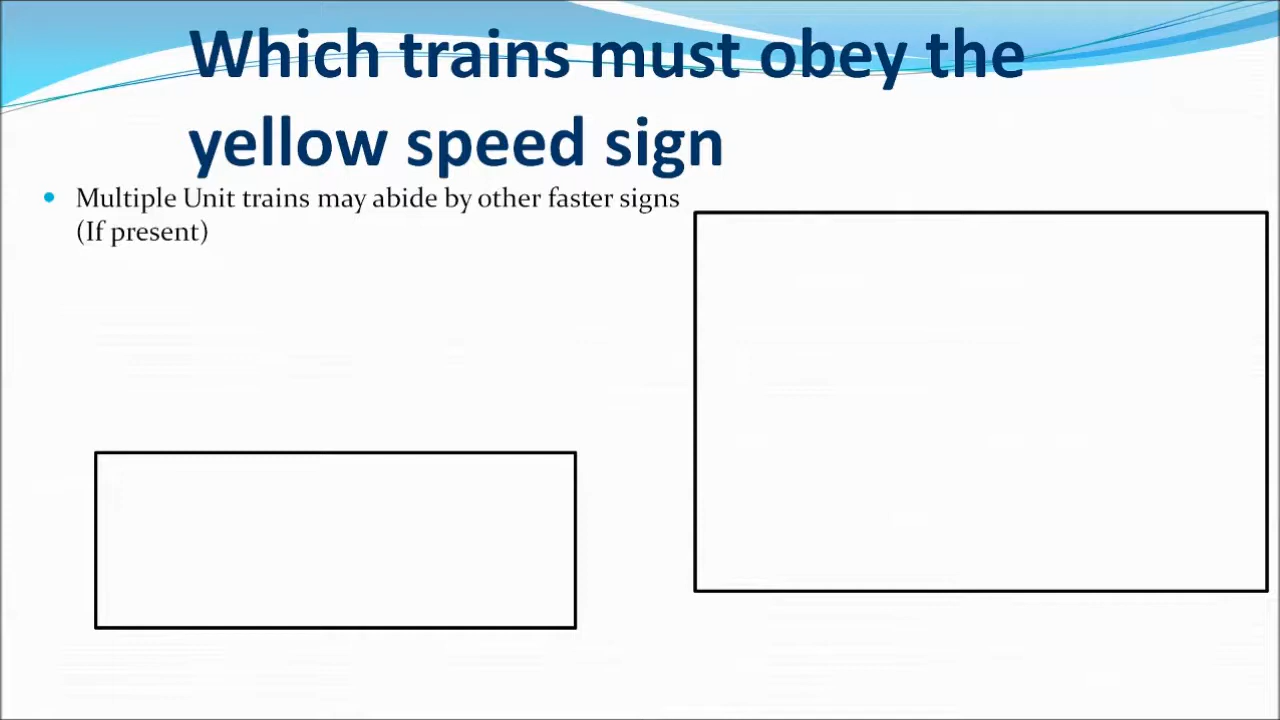 Which trains must obey the
yellow speed sign
Multiple Unit trains may abide by other faster signs
(If present)